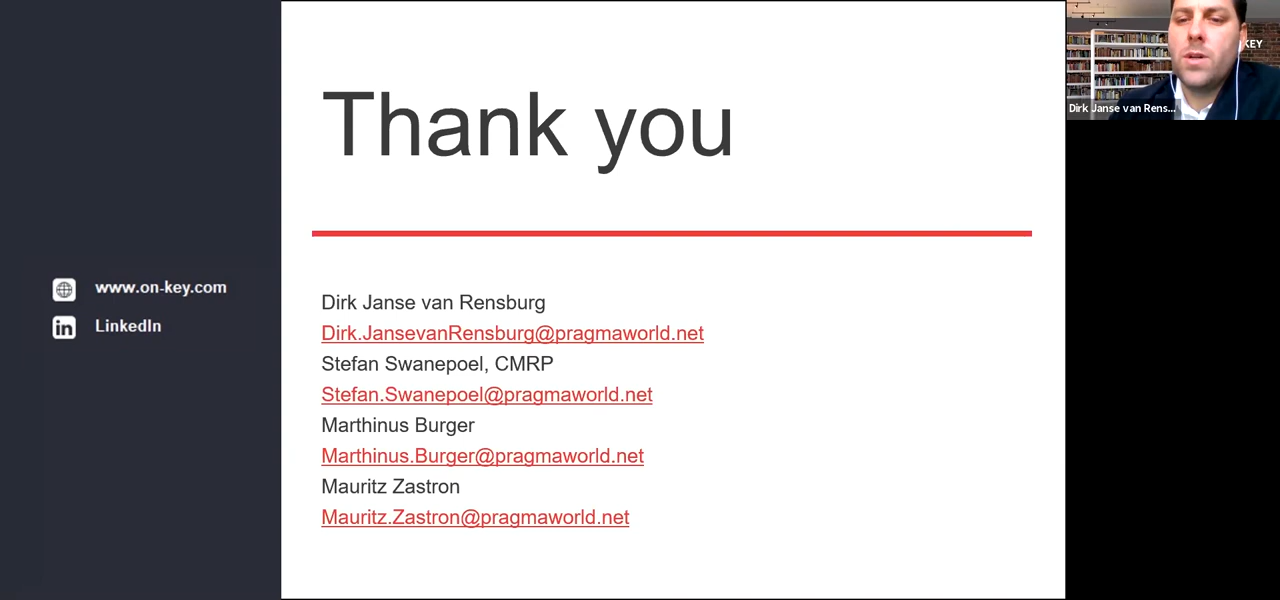 Thank you
www.on-key.com
LinkedIn
Dirk Janse van Rensburg
Dirk.JansevanRensburg@pragmaworld.net
Stefan Swanepoel, CMRP
Stefan.Swanepoel@pragmaworld.net
Marthinus Burger
Marthinus.Burger@pragmaworld.net
Mauritz Zastron
Mauritz.Zastron@pragmaworld.net
KEY
Dirk Janse van Rens...